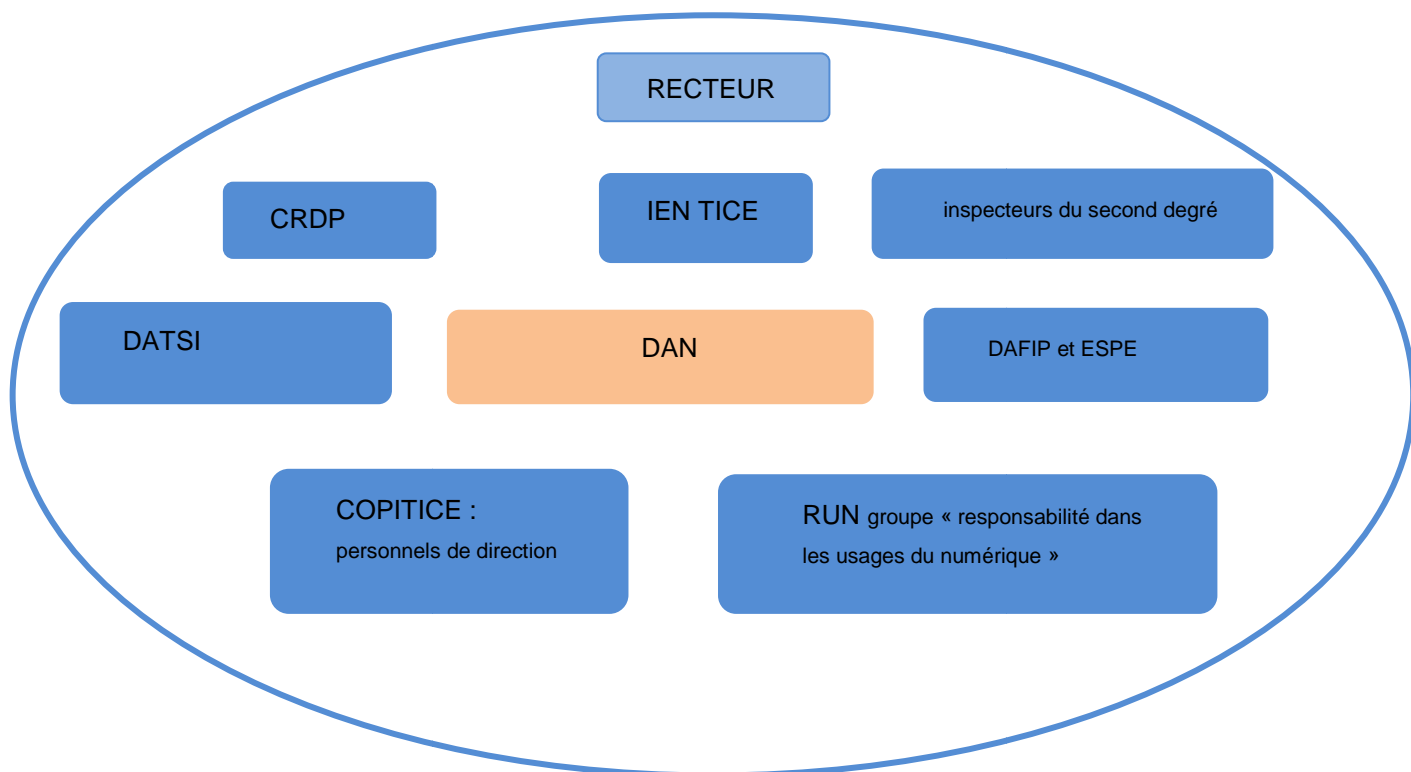 RECTEUR
CRDP
IEN TICE
inspecteurs du second degré
DATSI
DAN
DAFIP et ESPE
COPITICE :
personnels de direction
RUN groupe « responsabilité dans
les usages du numérique »